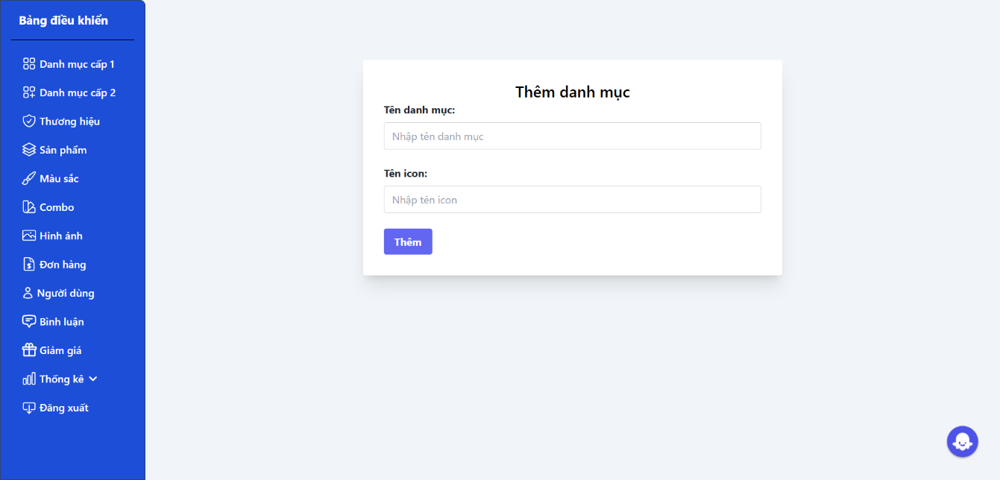 Bảng điều khiển
Danh mục cấp 1
Danh mục cấp 2
Thương hiệu
Sản phẩm
Màu sắc
Combo
Hình ảnh
Đơn hàng
Người dùng
Bình luận
Giảm giá
Thống kê
Đăng xuất
Thêm danh mục
Tên danh mục:
Nhập tên danh mục
Tên icon:
Nhập tên icon
Thêm